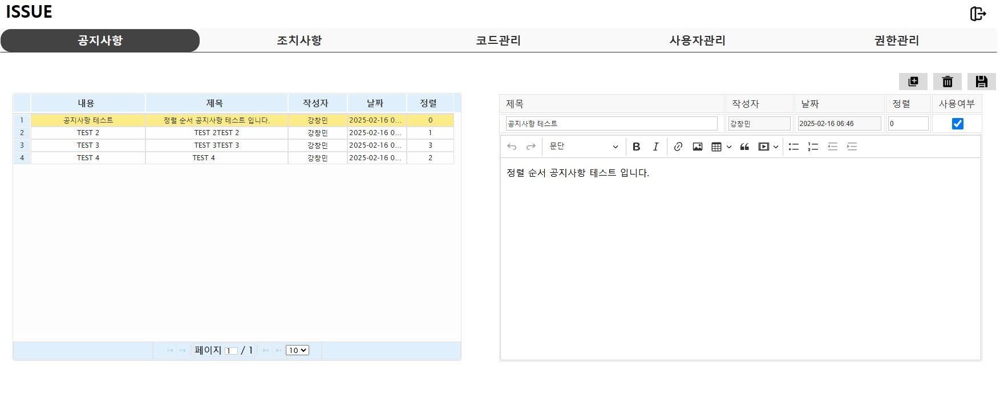 ISSUE
공지사항 조치사항 코드관리 사용자관리 권한관리
내용 제목 작성자 날짜 정렬
1 공지사항 테스트 정렬 순서 공지사항 테스트 입니다. 강창민 2025-02-16 0... 0
2 TEST 2 TEST 2TEST 2 강창민 2025-02-16 0... 1
3 TEST 3 TEST 3TEST 3 강창민 2025-02-16 0... 3
4 TEST 4 TEST 4 강창민 2025-02-16 0... 2
페이지 1 / 1 10
제목 작성자 날짜 정렬 사용여부
공지사항 테스트 강창민 2025-02-16 06:46 0
문단 B I
정렬 순서 공지사항 테스트 입니다.